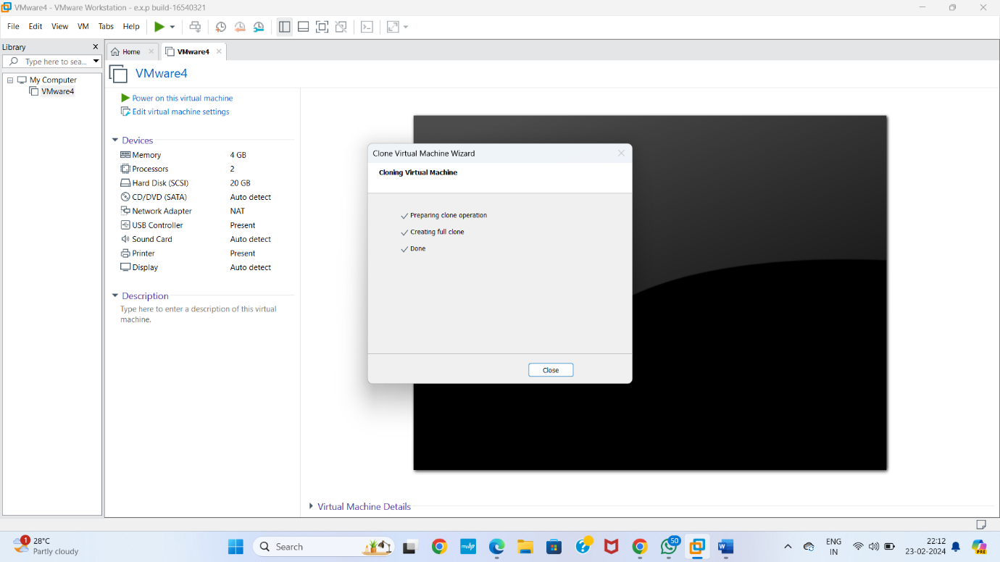 VMware4 - VMware Workstation - e.x.p build-16540321
File Edit View VM Tabs Help
Library
Type here to sea...
My Computer
VMware4
Home
VMware4
VMware4
Power on this virtual machine
Edit virtual machine settings
Devices
Memory 4 GB
Processors 2
Hard Disk (SCSI) 20 GB
CD/DVD (SATA) Auto detect
Network Adapter NAT
USB Controller Present
Sound Card Auto detect
Printer Present
Display Auto detect
Description
Type here to enter a description of this virtual
machine.
Clone Virtual Machine Wizard
Cloning Virtual Machine
Preparing clone operation
Creating full clone
Done
Close
Virtual Machine Details
1
28°C
Partly cloudy
Search
myhp
50
ENG
IN
22:12
23-02-2024
PRE